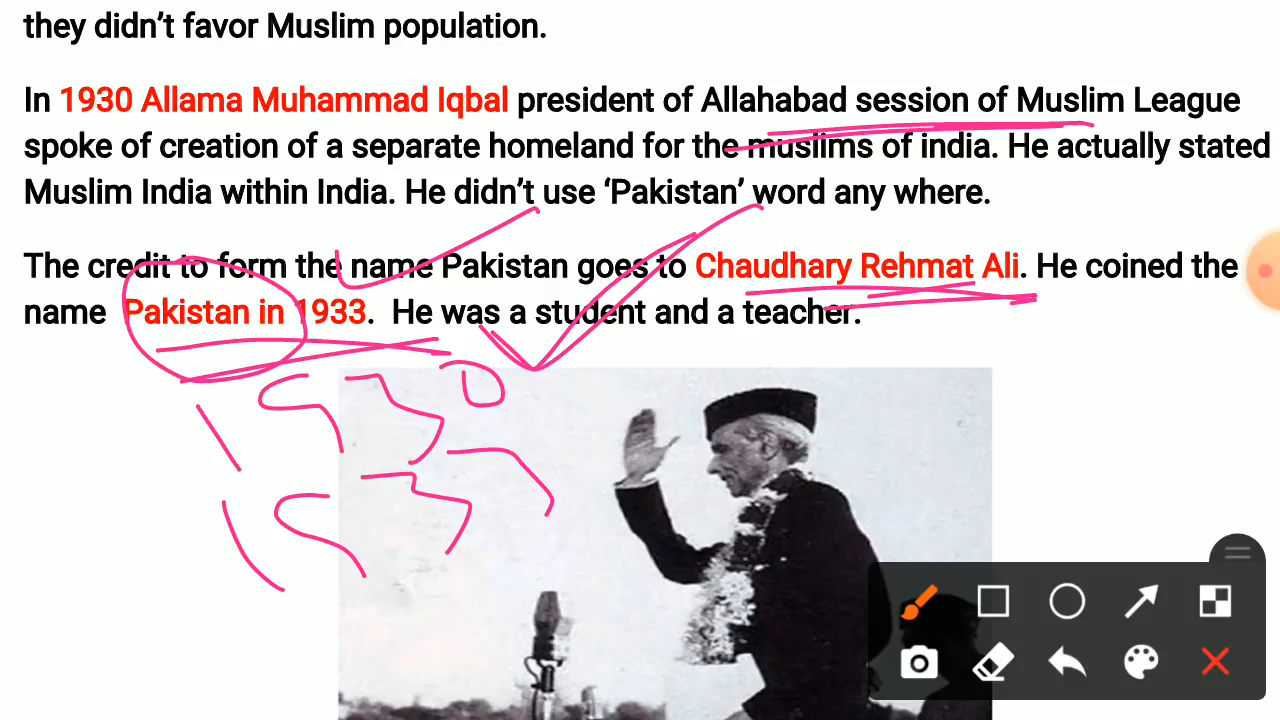 they didn’t favor Muslim population.
In 1930 Allama Muhammad Iqbal president of Allahabad session of Muslim League
spoke of creation of a separate homeland for the muslims of india. He actually stated
Muslim India within India. He didn’t use ‘Pakistan’ word any where.
The credit to form the name Pakistan goes to Chaudhary Rehmat Ali. He coined the
name Pakistan in 1933. He was a student and a teacher.
1930